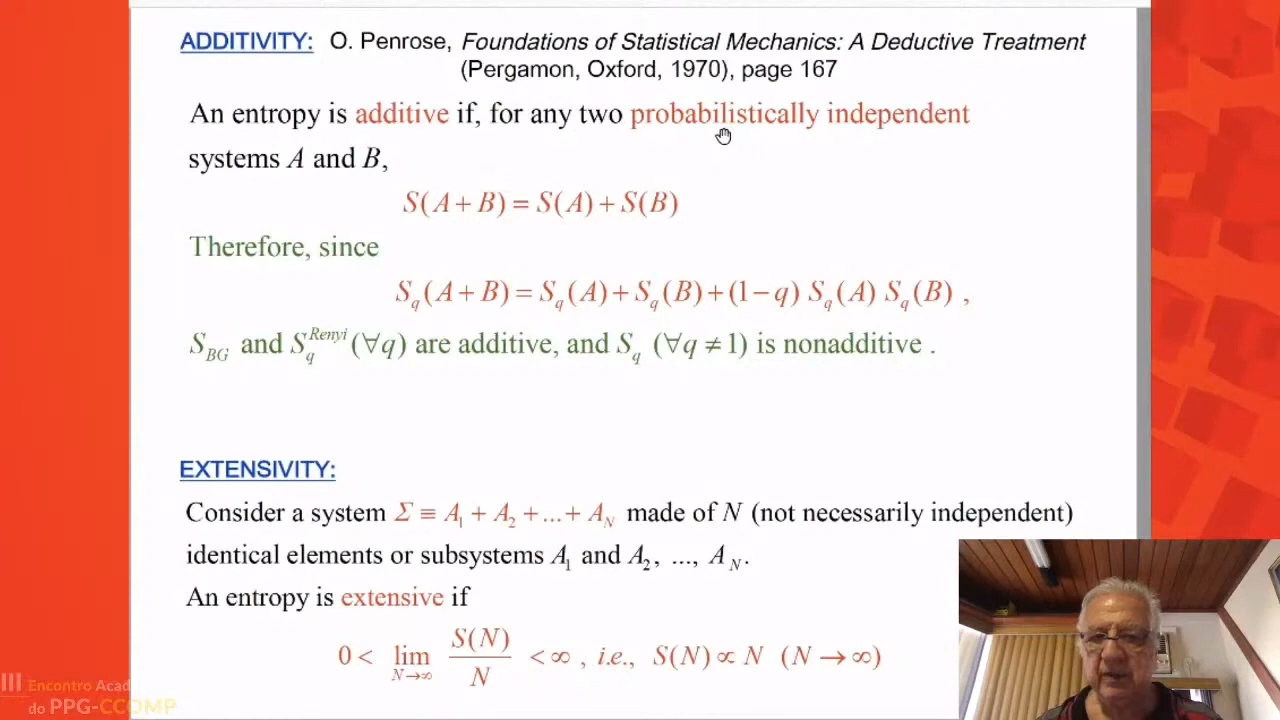 ADDITIVITY: O. Penrose, Foundations of Statistical Mechanics: A Deductive Treatment
(Pergamon, Oxford, 1970), page 167
An entropy is additive if, for any two probabilistically independent
systems A and B,
S(A + B) = S(A) + S(B)
Therefore, since
S_q(A + B) = S_q(A) + S_q(B) + (1 − q) S_q(A) S_q(B) ,
S_BG and S_q^Renyi (∀q) are additive, and S_q (∀q ≠ 1) is nonadditive .
EXTENSIVITY:
Consider a system Σ ≡ A_1 + A_2 + ... + A_N made of N (not necessarily independent)
identical elements or subsystems A_1 and A_2, ..., A_N.
An entropy is extensive if
0 < lim_{N→∞} S(N)/N < ∞ , i.e., S(N) ∝ N (N → ∞)
III Encontro Acad
do PPG-CCOMP